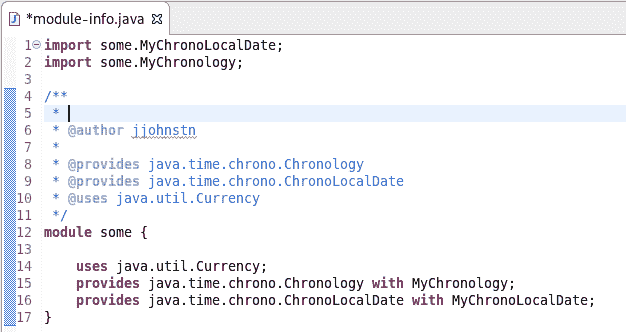 *module-info.java
1 import some.MyChronoLocalDate;
2 import some.MyChronology;
3
4 /**
5  *
6  * @author jjohnstn
7  *
8  * @provides java.time.chrono.Chronology
9  * @provides java.time.chrono.ChronoLocalDate
10  * @uses java.util.Currency
11  */
12 module some {
13
14     uses java.util.Currency;
15     provides java.time.chrono.Chronology with MyChronology;
16     provides java.time.chrono.ChronoLocalDate with MyChronoLocalDate;
17 }